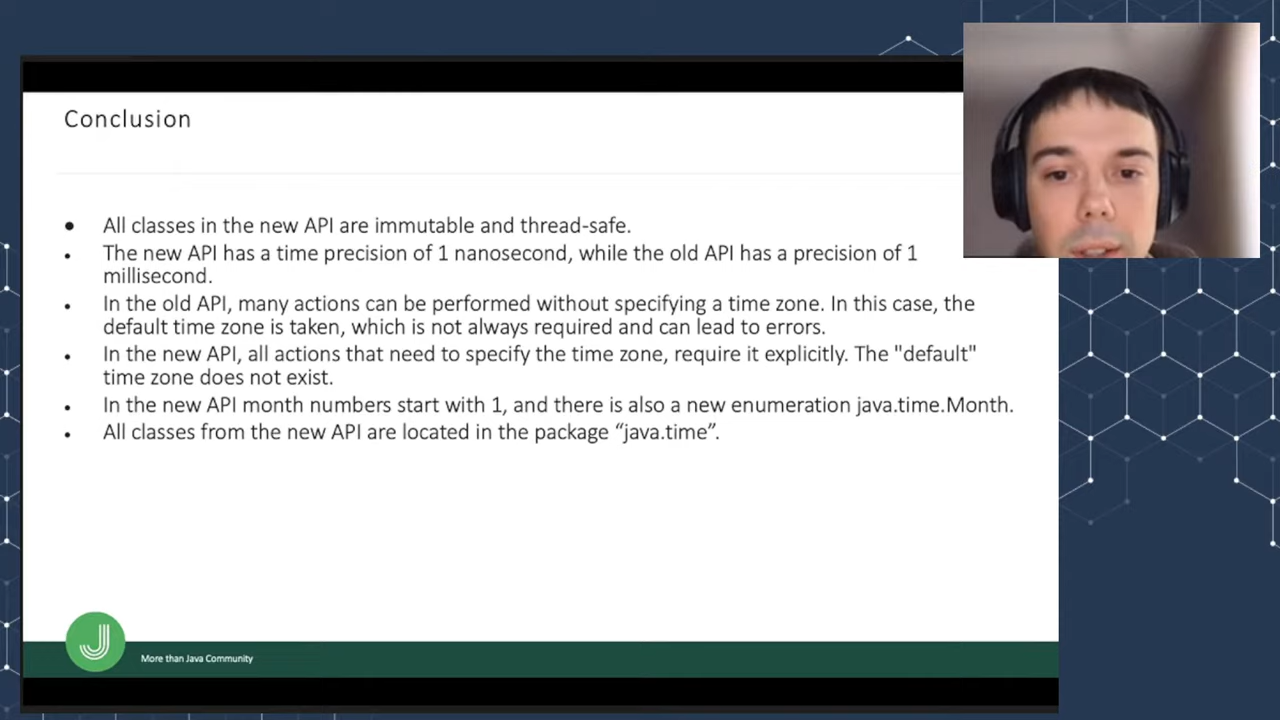 Conclusion
● All classes in the new API are immutable and thread-safe.
• The new API has a time precision of 1 nanosecond, while the old API has a precision of 1
millisecond.
• In the old API, many actions can be performed without specifying a time zone. In this case, the
default time zone is taken, which is not always required and can lead to errors.
• In the new API, all actions that need to specify the time zone, require it explicitly. The "default"
time zone does not exist.
• In the new API month numbers start with 1, and there is also a new enumeration java.time.Month.
• All classes from the new API are located in the package “java.time”.
J
More than Java Community